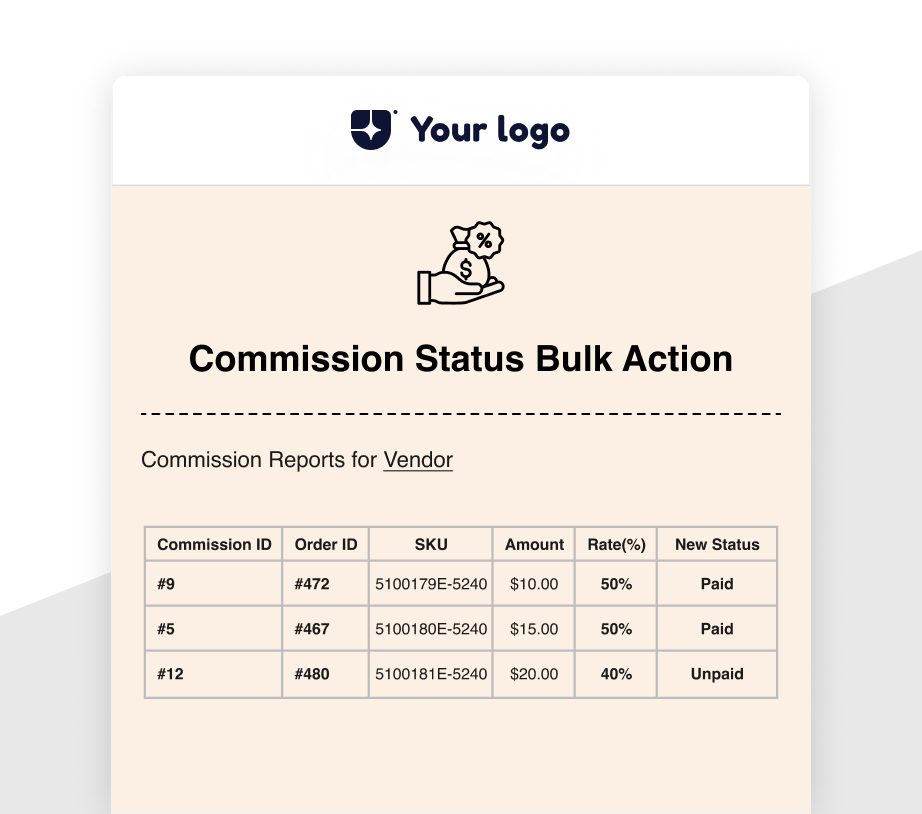 Your logo
%
$
Commission Status Bulk Action
Commission Reports for Vendor
Commission ID Order ID SKU Amount Rate(%) New Status
#9 #472 5100179E-5240 $10.00 50% Paid
#5 #467 5100180E-5240 $15.00 50% Paid
#12 #480 5100181E-5240 $20.00 40% Unpaid